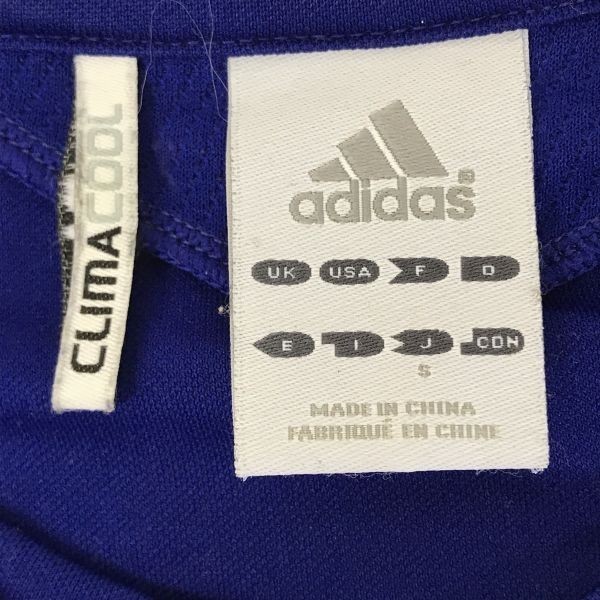 CLIMACOOL
adidas®
UK USA F D
E I J CDN
S
MADE IN CHINA
FABRIQUÉ EN CHINE